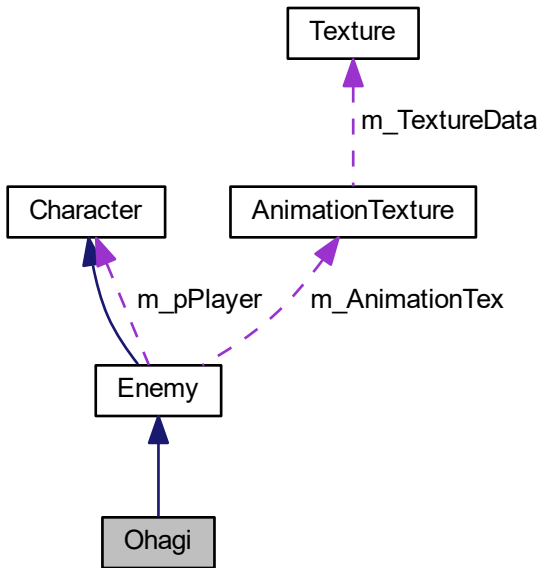 Texture
m_TextureData
Character
AnimationTexture
m_pPlayer
m_AnimationTex
Enemy
Ohagi